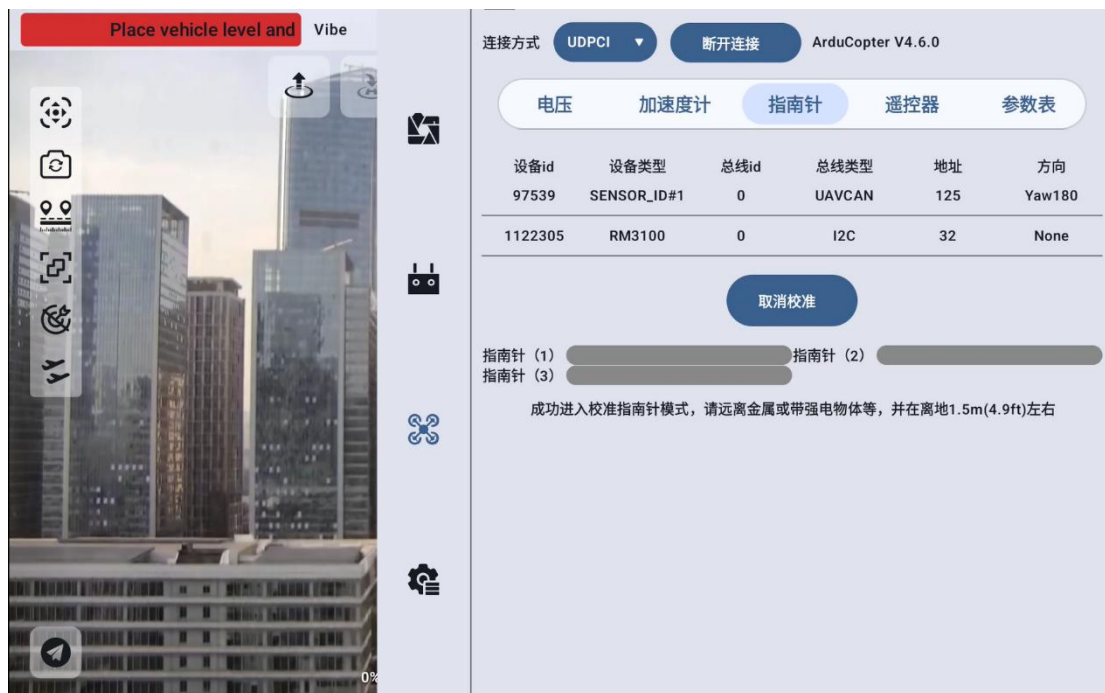 Place vehicle level and Vibe
0%
连接方式 UDPCI 断开连接 ArduCopter V4.6.0
电压 加速度计 指南针 遥控器 参数表
设备id 设备类型 总线id 总线类型 地址 方向
97539 SENSOR_ID#1 0 UAVCAN 125 Yaw180
1122305 RM3100 0 I2C 32 None
取消校准
指南针（1） 指南针（2）
指南针（3）
成功进入校准指南针模式，请远离金属或带强电物体等，并在离地1.5m(4.9ft)左右